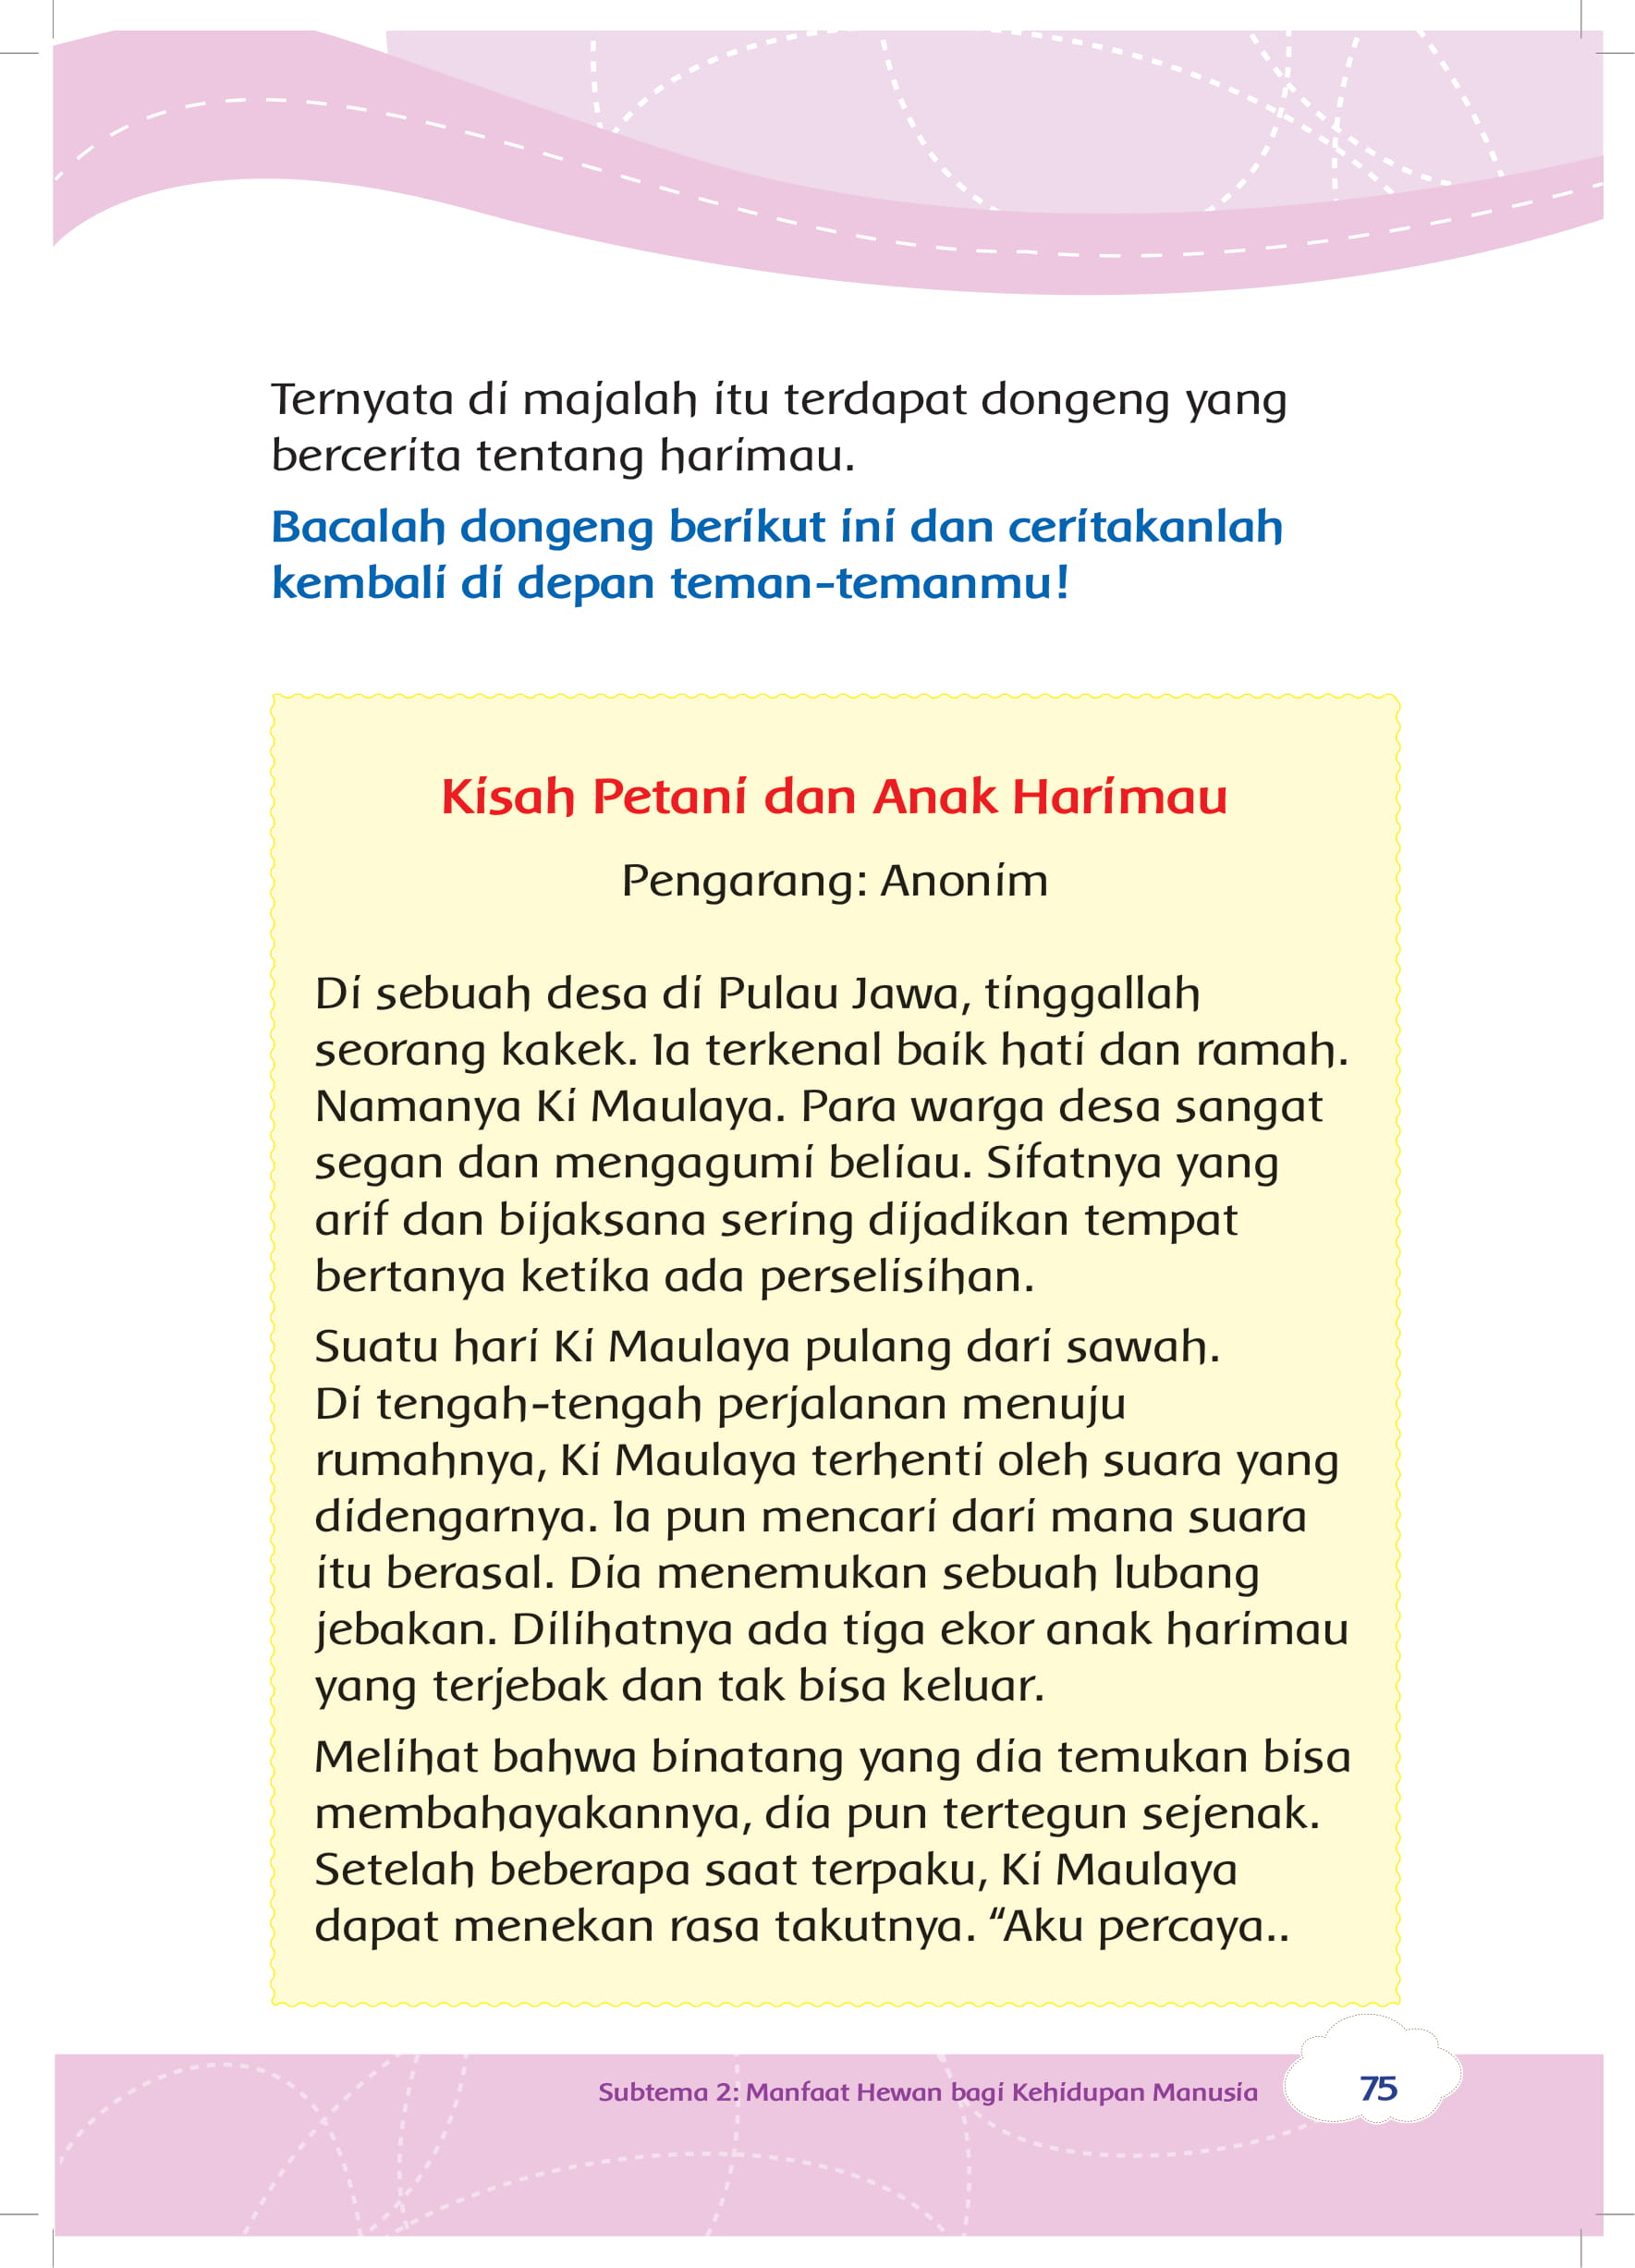 Ternyata di majalah itu terdapat dongeng yang
bercerita tentang harimau.
Bacalah dongeng berikut ini dan ceritakanlah
kembali di depan teman-temanmu!
Kisah Petani dan Anak Harimau
Pengarang: Anonim
Di sebuah desa di Pulau Jawa, tinggallah
seorang kakek. Ia terkenal baik hati dan ramah.
Namanya Ki Maulaya. Para warga desa sangat
segan dan mengagumi beliau. Sifatnya yang
arif dan bijaksana sering dijadikan tempat
bertanya ketika ada perselisihan.
Suatu hari Ki Maulaya pulang dari sawah.
Di tengah-tengah perjalanan menuju
rumahnya, Ki Maulaya terhenti oleh suara yang
didengarnya. Ia pun mencari dari mana suara
itu berasal. Dia menemukan sebuah lubang
jebakan. Dilihatnya ada tiga ekor anak harimau
yang terjebak dan tak bisa keluar.
Melihat bahwa binatang yang dia temukan bisa
membahayakannya, dia pun tertegun sejenak.
Setelah beberapa saat terpaku, Ki Maulaya
dapat menekan rasa takutnya. “Aku percaya..
Subtema 2: Manfaat Hewan bagi Kehidupan Manusia
75